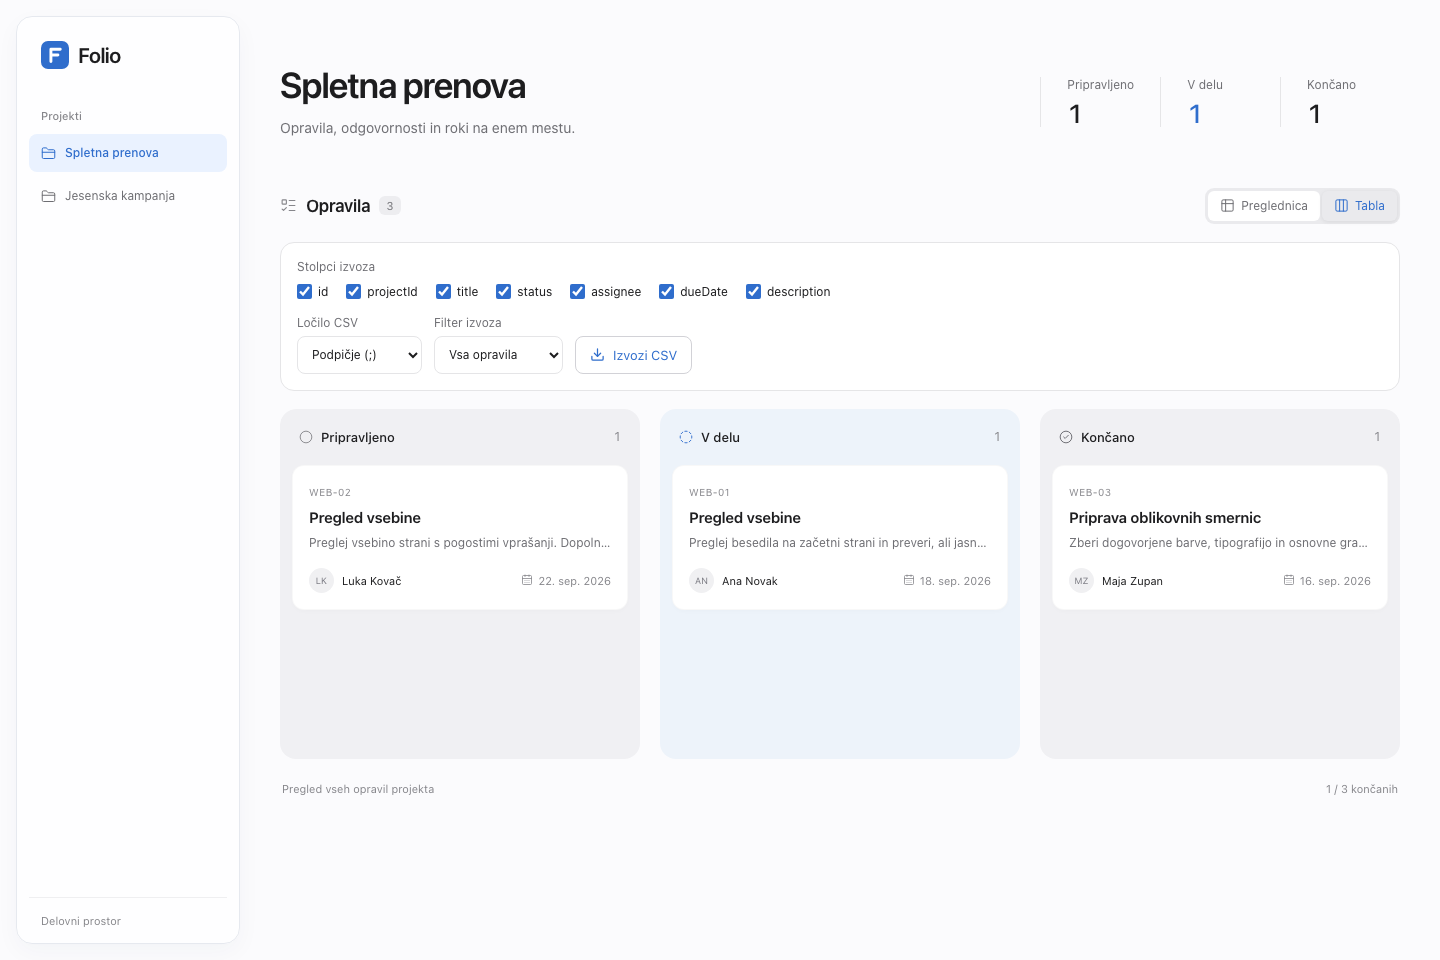 Folio
Projekti
Spletna prenova
Jesenska kampanja
Delovni prostor
Spletna prenova
Opravila, odgovornosti in roki na enem mestu.
Pripravljeno
1
V delu
1
Končano
1
Opravila 3
Preglednica Tabla
Stolpci izvoza
id projectId title status assignee dueDate description
Ločilo CSV Filter izvoza
Podpičje (;) Vsa opravila Izvozi CSV
Pripravljeno 1
WEB-02
Pregled vsebine
Preglej vsebino strani s pogostimi vprašanji. Dopoln...
LK Luka Kovač 22. sep. 2026
V delu 1
WEB-01
Pregled vsebine
Preglej besedila na začetni strani in preveri, ali jasn...
AN Ana Novak 18. sep. 2026
Končano 1
WEB-03
Priprava oblikovnih smernic
Zberi dogovorjene barve, tipografijo in osnovne gra...
MZ Maja Zupan 16. sep. 2026
Pregled vseh opravil projekta
1 / 3 končanih